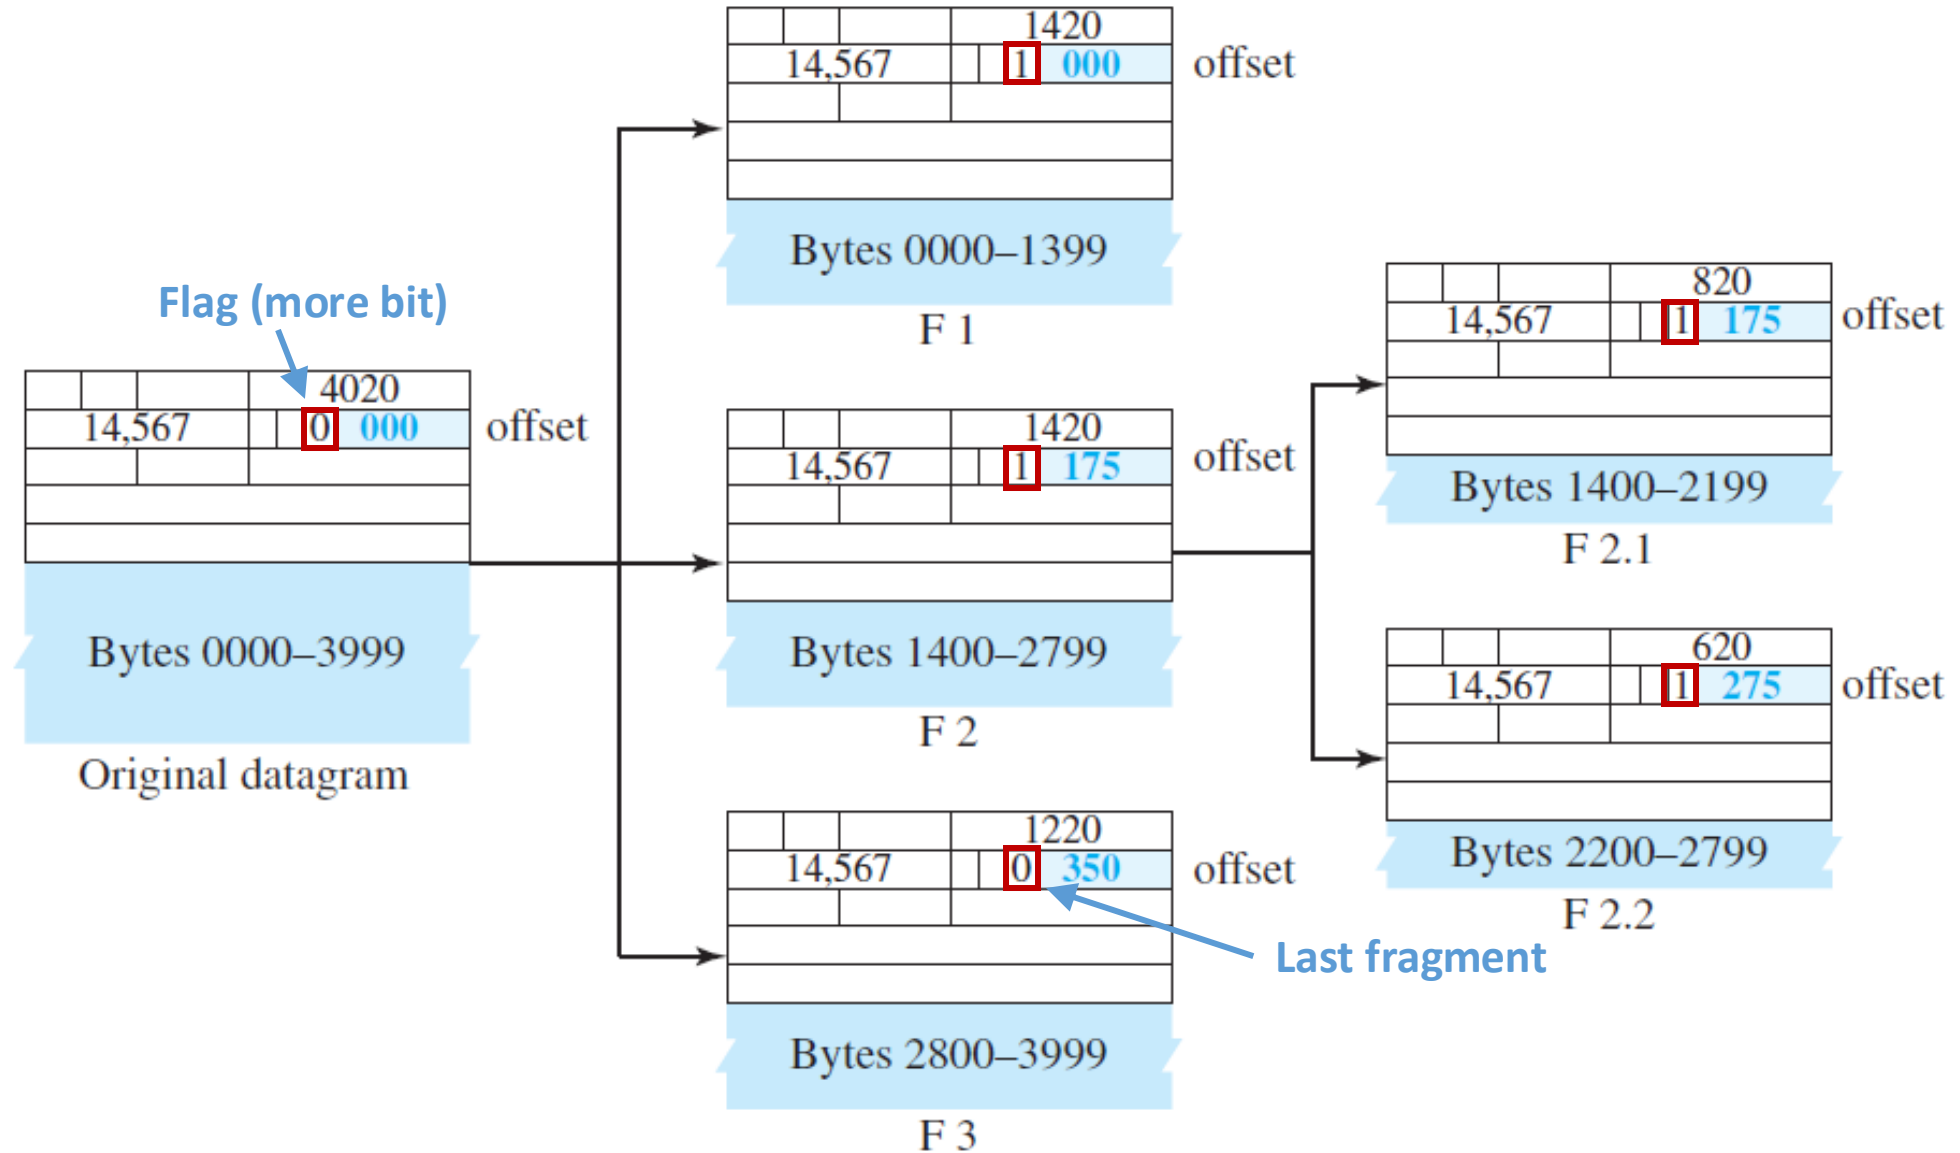 Flag (more bit)
4020
14,567 0 000 offset
Bytes 0000–3999
Original datagram
1420
14,567 1 000 offset
Bytes 0000–1399
F 1
1420
14,567 1 175 offset
Bytes 1400–2799
F 2
1220
14,567 0 350 offset
Last fragment
Bytes 2800–3999
F 3
820
14,567 1 175 offset
Bytes 1400–2199
F 2.1
620
14,567 1 275 offset
Bytes 2200–2799
F 2.2